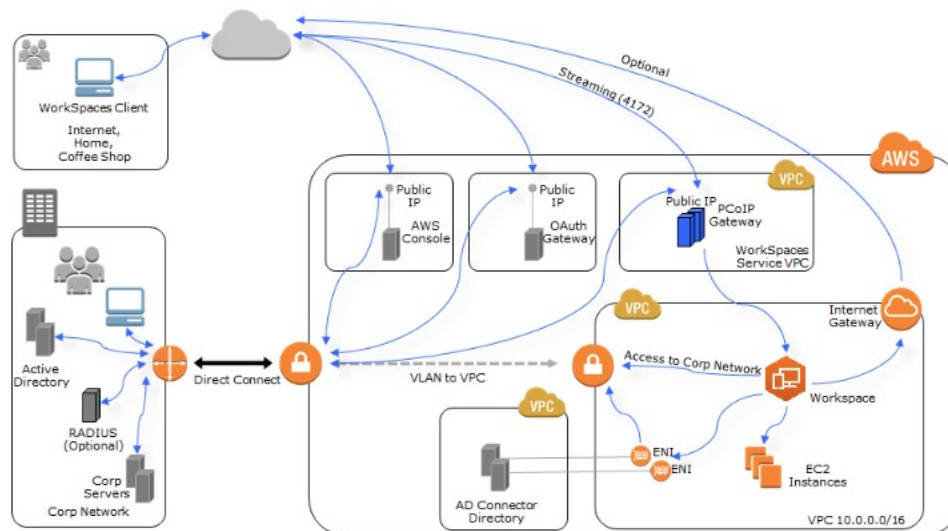 WorkSpaces Client
Internet,
Home,
Coffee Shop
Optional
Streaming (4172)
AWS
Public
IP
AWS
Console
Public
IP
OAuth
Gateway
VPC
Public IP
PCoIP
Gateway
WorkSpaces
Service VPC
Active
Directory
RADIUS
(Optional)
Corp
Servers
Corp Network
Direct Connect
VLAN to VPC
VPC
Internet
Gateway
Access to Corp Network
Workspace
VPC
AD Connector
Directory
ENI
ENI
EC2
Instances
VPC 10.0.0.0/16